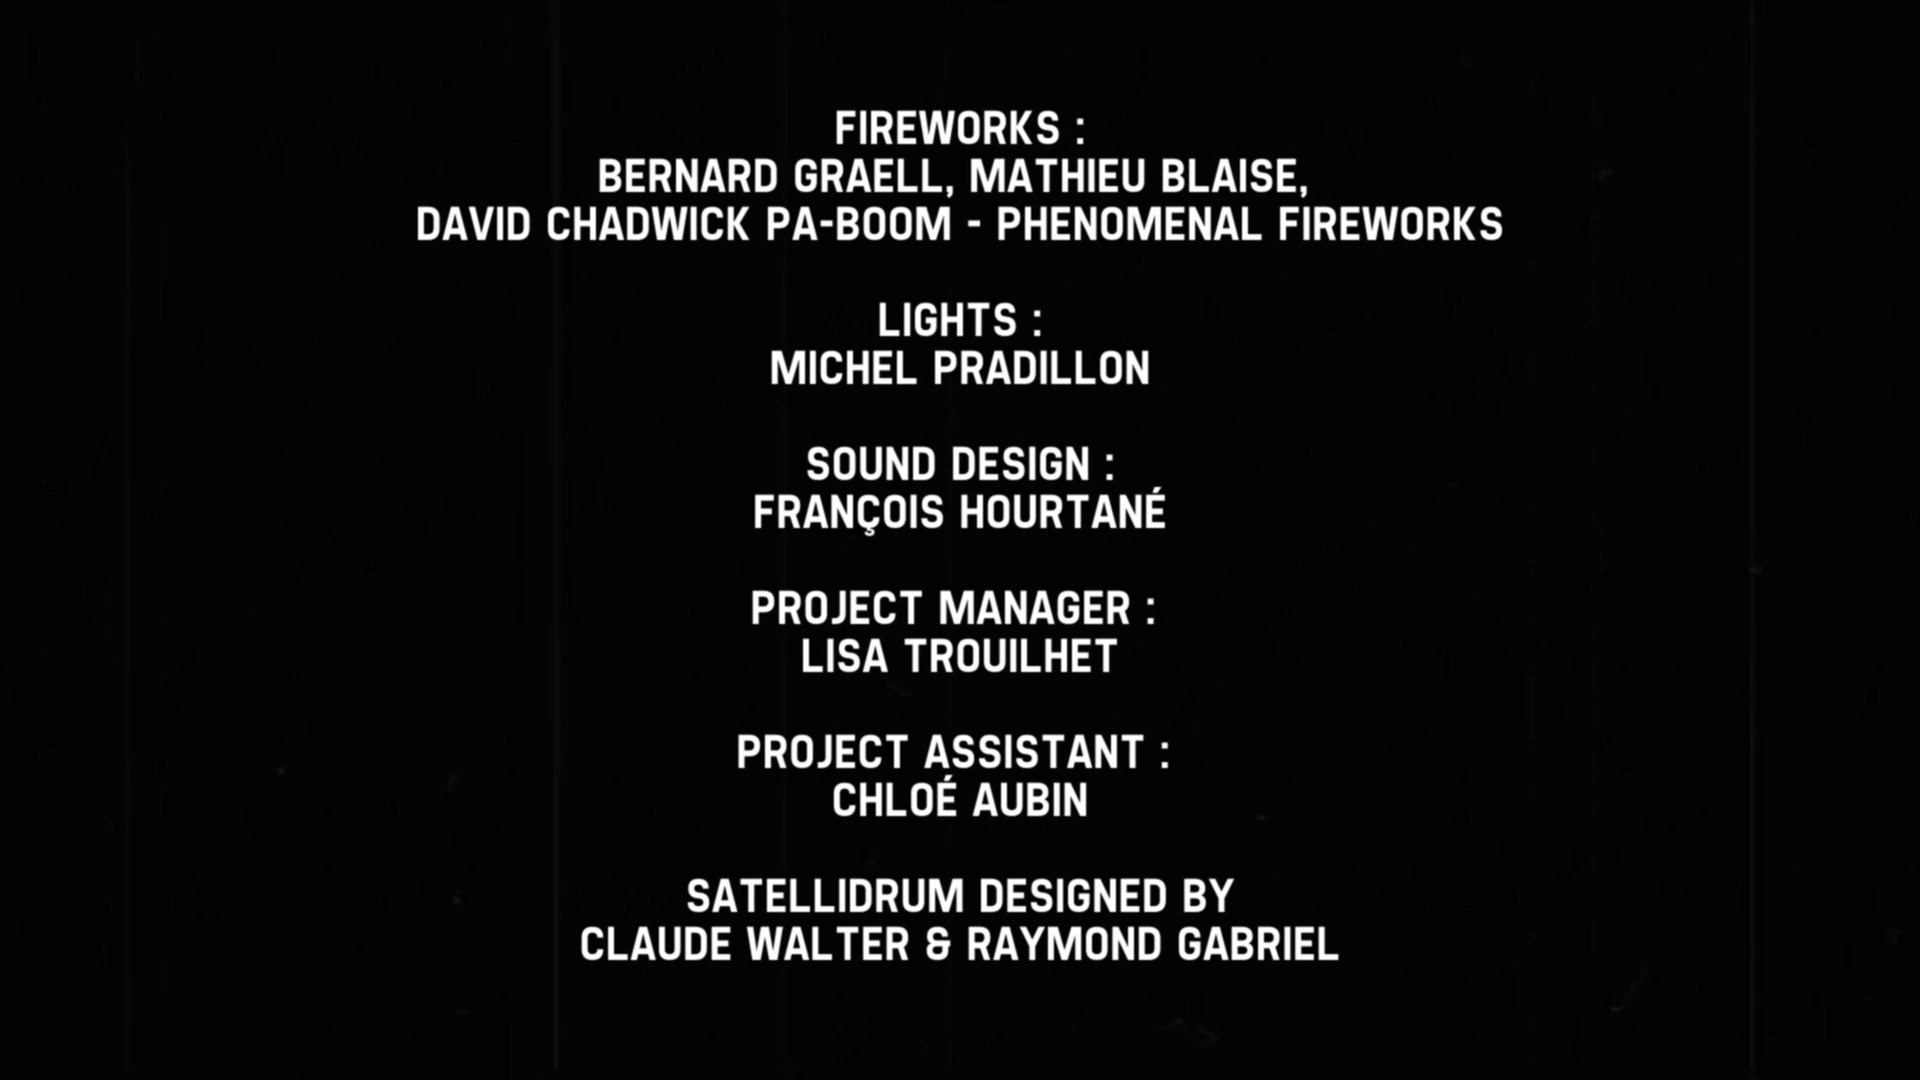 FIREWORKS :
BERNARD GRAELL, MATHIEU BLAISE,
DAVID CHADWICK PA-BOOM - PHENOMENAL FIREWORKS
LIGHTS :
MICHEL PRADILLON
SOUND DESIGN :
FRANÇOIS HOURTANÉ
PROJECT MANAGER :
LISA TROUILHET
PROJECT ASSISTANT :
CHLOÉ AUBIN
SATELLIDRUM DESIGNED BY
CLAUDE WALTER & RAYMOND GABRIEL